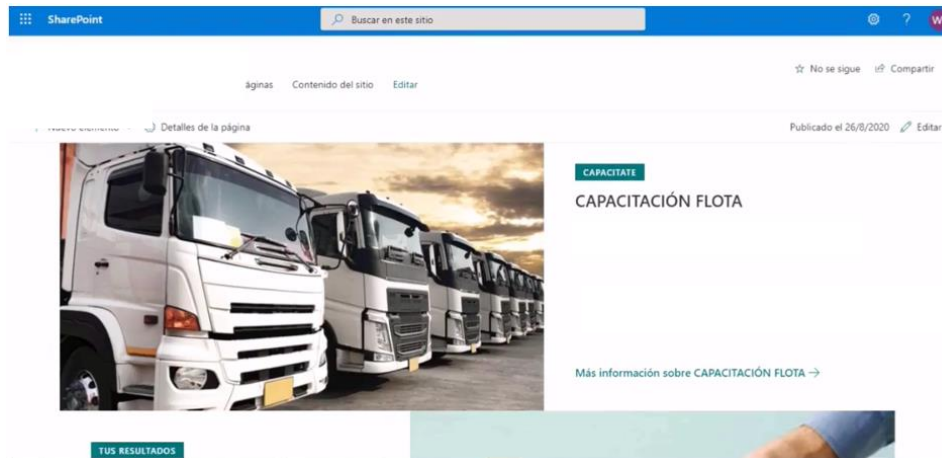 SharePoint
Buscar en este sitio
?
W
No se sigue
Compartir
Contenido del sitio
Editar
Detalles de la página
Publicado el 26/8/2020
Editar
CAPACITATE
CAPACITACIÓN FLOTA
Más información sobre CAPACITACIÓN FLOTA →
TUS RESULTADOS